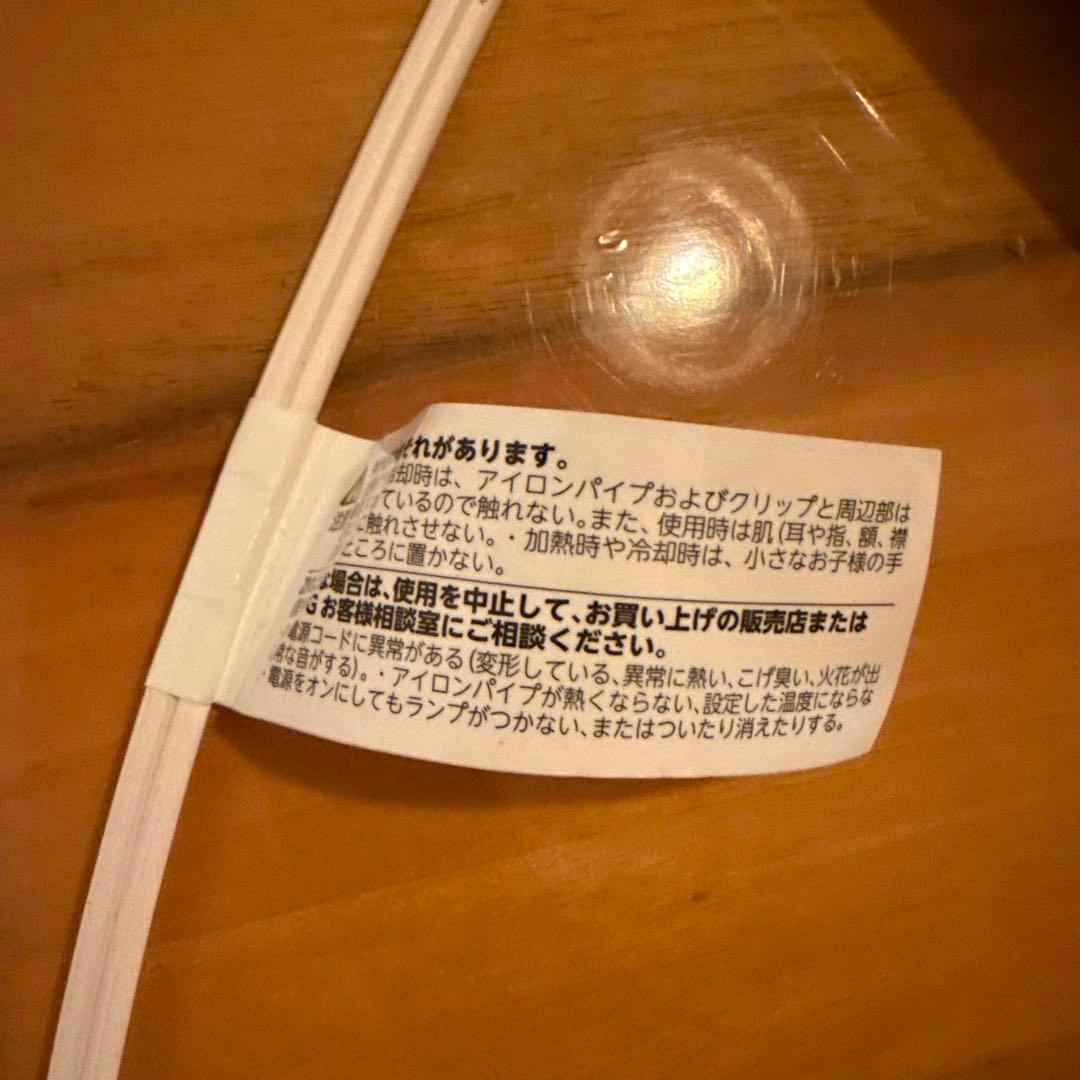 それがあります。
却時は、アイロンパイプおよびクリップと周辺部は
ているので触れない。また、使用時は肌(耳や指、額、襟
に触れさせない。・加熱時や冷却時は、小さなお子様の手
ところに置かない。
場合は、使用を中止して、お買い上げの販売店または
G お客様相談室にご相談ください。
電源コードに異常がある(変形している、異常に熱い、こげ臭い、火花が出
常な音がする)。・アイロンパイプが熱くならない、設定した温度にならな
・電源をオンにしてもランプがつかない、またはついたり消えたりする。